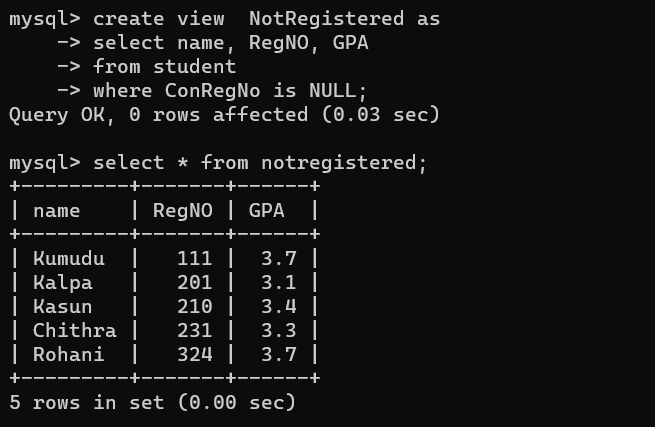 mysql> create view  NotRegistered as
    -> select name, RegNO, GPA
    -> from student
    -> where ConRegNo is NULL;
Query OK, 0 rows affected (0.03 sec)

mysql> select * from notregistered;
+---------+-------+------+
| name    | RegNO | GPA  |
+---------+-------+------+
| Kumudu  |   111 |  3.7 |
| Kalpa   |   201 |  3.1 |
| Kasun   |   210 |  3.4 |
| Chithra |   231 |  3.3 |
| Rohani  |   324 |  3.7 |
+---------+-------+------+
5 rows in set (0.00 sec)